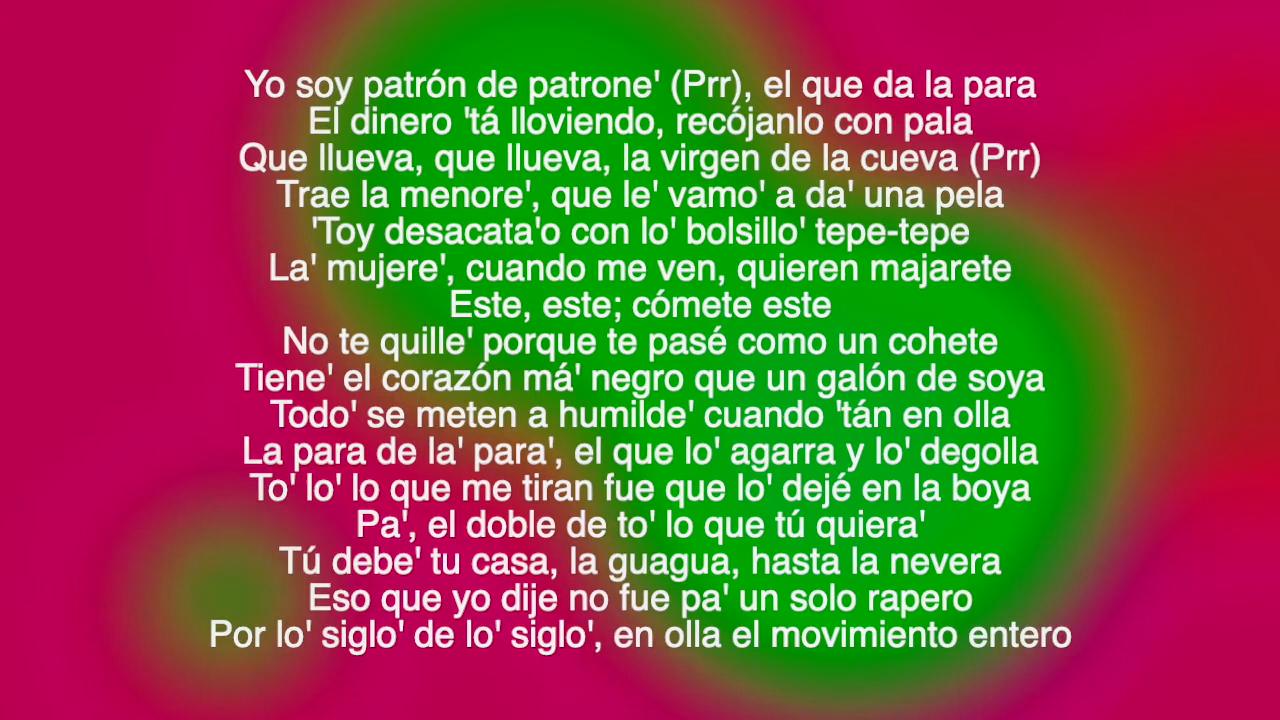 Yo soy patrón de patrone' (Prr), el que da la para
El dinero 'tá lloviendo, recójanlo con pala
Que llueva, que llueva, la virgen de la cueva (Prr)
Trae la menore', que le' vamo' a da' una pela
'Toy desacata'o con lo' bolsillo' tepe-tepe
La' mujere', cuando me ven, quieren majarete
Este, este; cómete este
No te quille' porque te pasé como un cohete
Tiene' el corazón má' negro que un galón de soya
Todo' se meten a humilde' cuando 'tán en olla
La para de la' para', el que lo' agarra y lo' degolla
To' lo' lo que me tiran fue que lo' dejé en la boya
Pa', el doble de to' lo que tú quiera'
Tú debe' tu casa, la guagua, hasta la nevera
Eso que yo dije no fue pa' un solo rapero
Por lo' siglo' de lo' siglo', en olla el movimiento entero